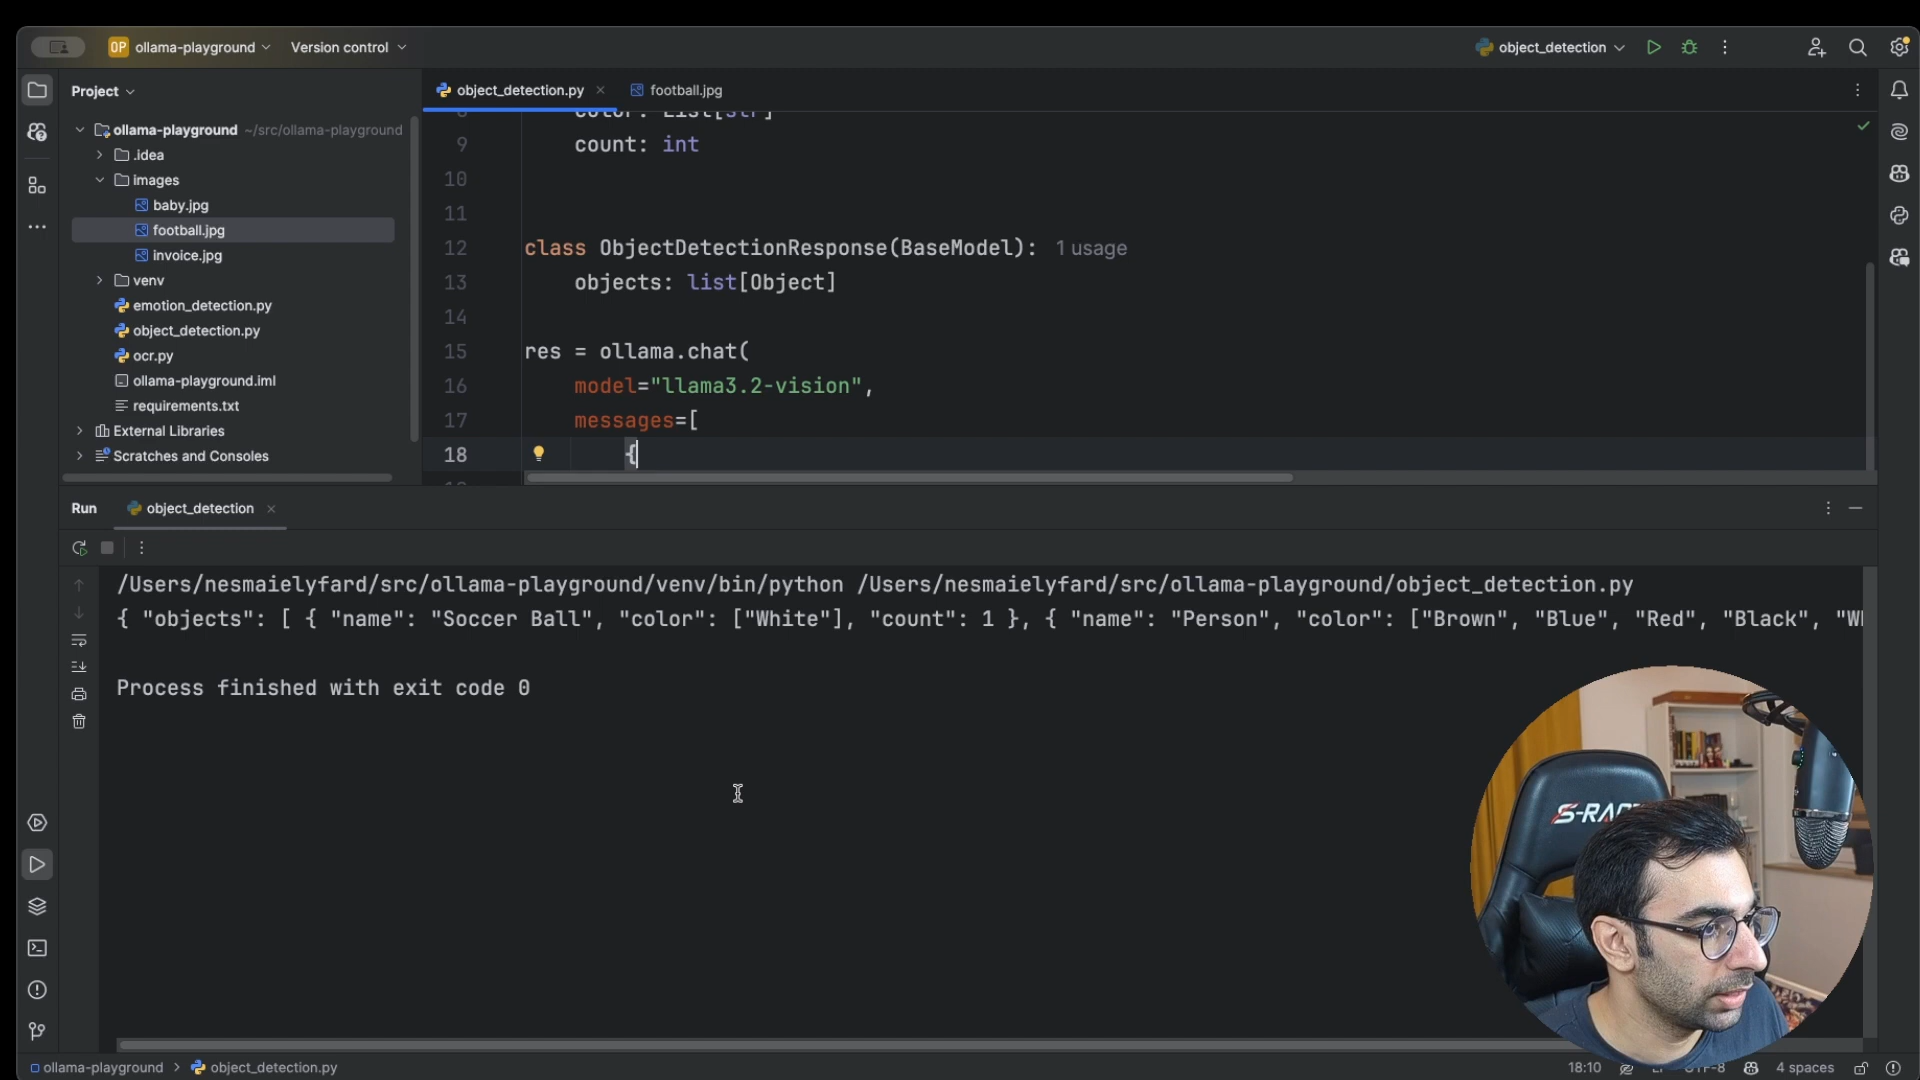 OP ollama-playground
Version control
object_detection
Project
object_detection.py
football.jpg
ollama-playground ~/src/ollama-playground
.idea
images
baby.jpg
football.jpg
invoice.jpg
venv
emotion_detection.py
object_detection.py
ocr.py
ollama-playground.iml
requirements.txt
External Libraries
Scratches and Consoles
color: List[str]
9 count: int
10
11
12 class ObjectDetectionResponse(BaseModel): 1 usage
13 objects: list[Object]
14
15 res = ollama.chat(
16 model="llama3.2-vision",
17 messages=[
18 {
Run
object_detection
/Users/nesmaielyfard/src/ollama-playground/venv/bin/python /Users/nesmaielyfard/src/ollama-playground/object_detection.py
{ "objects": [ { "name": "Soccer Ball", "color": ["White"], "count": 1 }, { "name": "Person", "color": ["Brown", "Blue", "Red", "Black",
Process finished with exit code 0
ollama-playground > object_detection.py
18:10
UTF-8
4 spaces